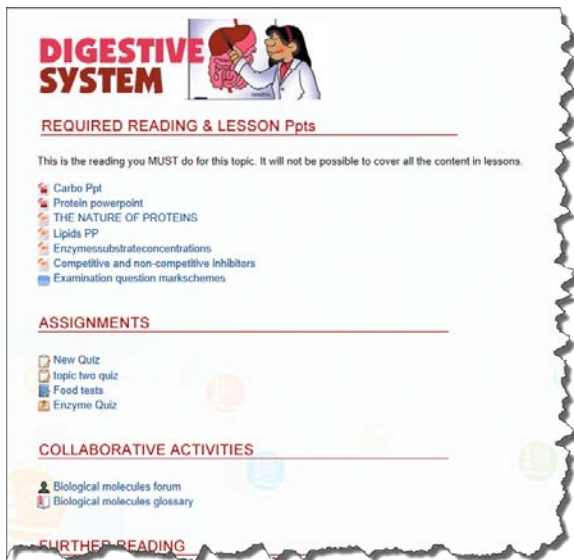 DIGESTIVE
SYSTEM
REQUIRED READING & LESSON Ppts
This is the reading you MUST do for this topic. It will not be possible to cover all the content in lessons.
Carbo Ppt
Protein powerpoint
THE NATURE OF PROTEINS
Lipids PP
Enzymessubstrateconcentrations
Competitive and non-competitive inhibitors
Examination question markschemes
ASSIGNMENTS
New Quiz
topic two quiz
Food tests
Enzyme Quiz
COLLABORATIVE ACTIVITIES
Biological molecules forum
Biological molecules glossary
FURTHER READING